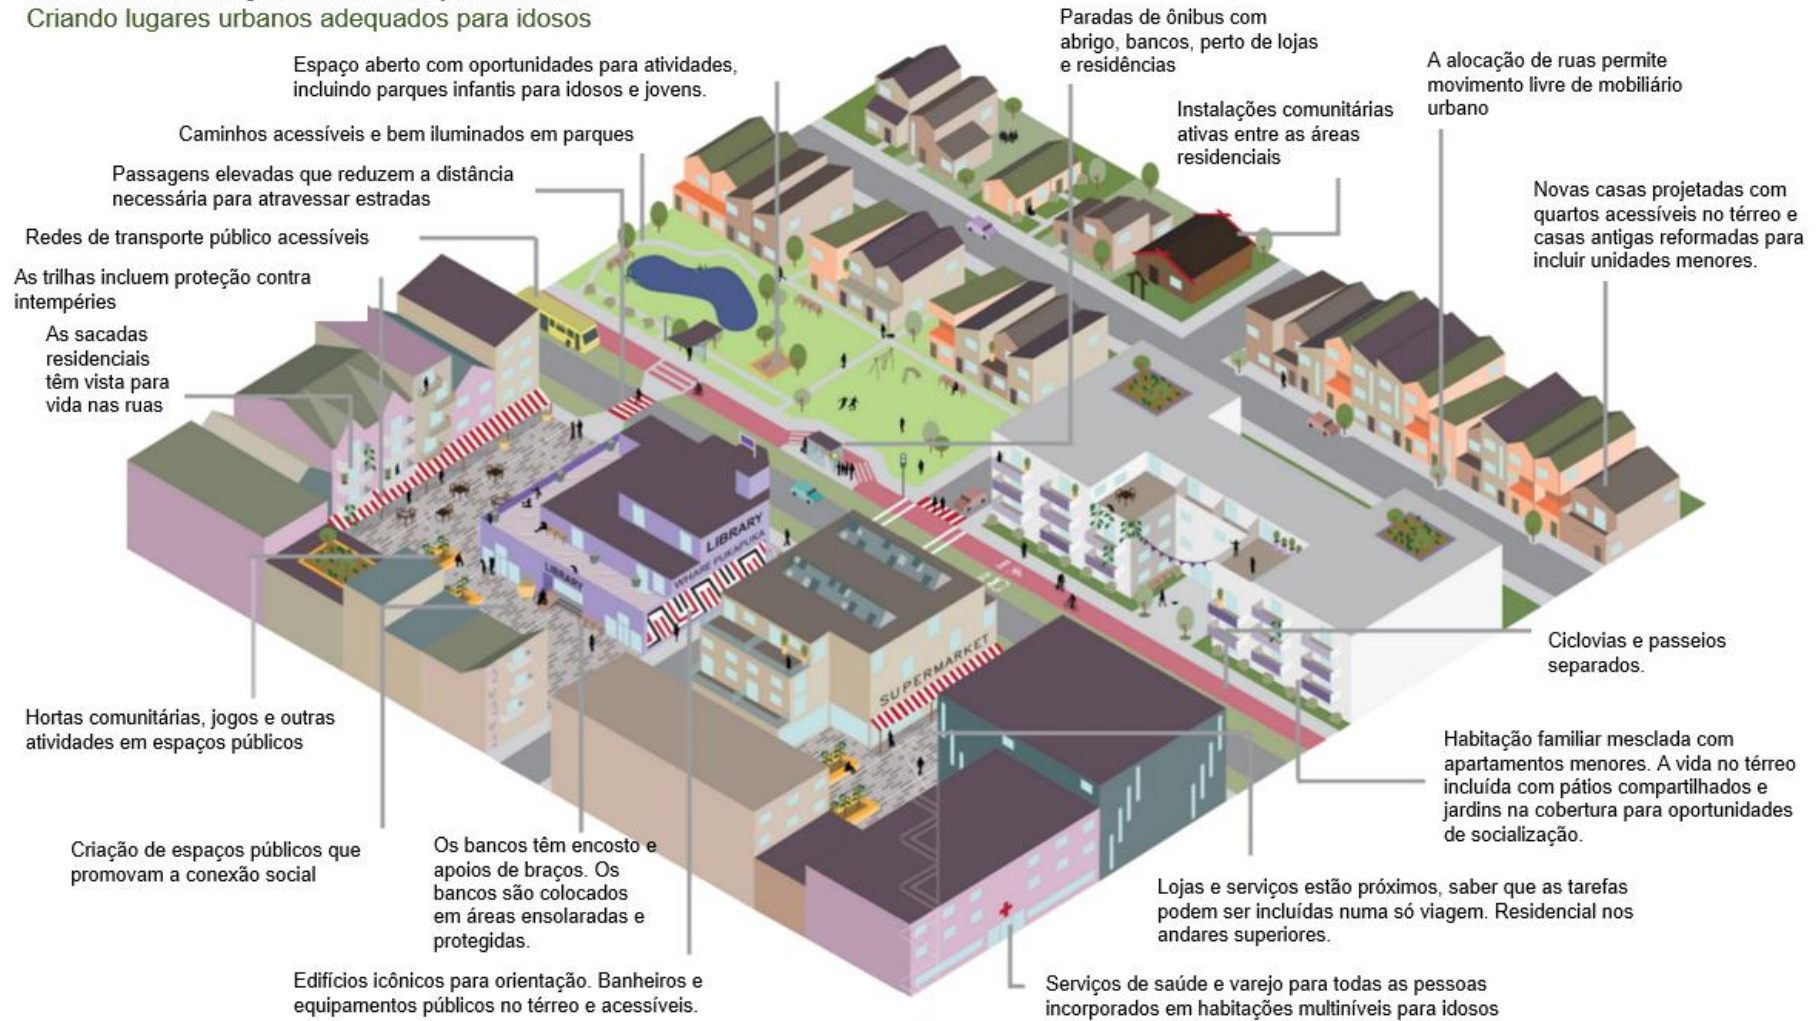 Criando lugares urbanos adequados para idosos
Espaço aberto com oportunidades para atividades,
incluindo parques infantis para idosos e jovens.
Caminhos acessíveis e bem iluminados em parques
Passagens elevadas que reduzem a distância
necessária para atravessar estradas
Redes de transporte público acessíveis
As trilhas incluem proteção contra
intempéries
As sacadas
residenciais
têm vista para
vida nas ruas
Paradas de ônibus com
abrigo, bancos, perto de lojas
e residências
Instalações comunitárias
ativas entre as áreas
residenciais
A alocação de ruas permite
movimento livre de mobiliário
urbano
Novas casas projetadas com
quartos acessíveis no térreo e
casas antigas reformadas para
incluir unidades menores.
LIBRARY
WHARE PUKAPUKA
LIBRARY
SUPERMARKET
Ciclovias e passeios
separados.
Hortas comunitárias, jogos e outras
atividades em espaços públicos
Habitação familiar mesclada com
apartamentos menores. A vida no térreo
incluída com pátios compartilhados e
jardins na cobertura para oportunidades
de socialização.
Criação de espaços públicos que
promovam a conexão social
Os bancos têm encosto e
apoios de braços. Os
bancos são colocados
em áreas ensolaradas e
protegidas.
Lojas e serviços estão próximos, saber que as tarefas
podem ser incluídas numa só viagem. Residencial nos
andares superiores.
Edifícios icônicos para orientação. Banheiros e
equipamentos públicos no térreo e acessíveis.
Serviços de saúde e varejo para todas as pessoas
incorporados em habitações multiníveis para idosos